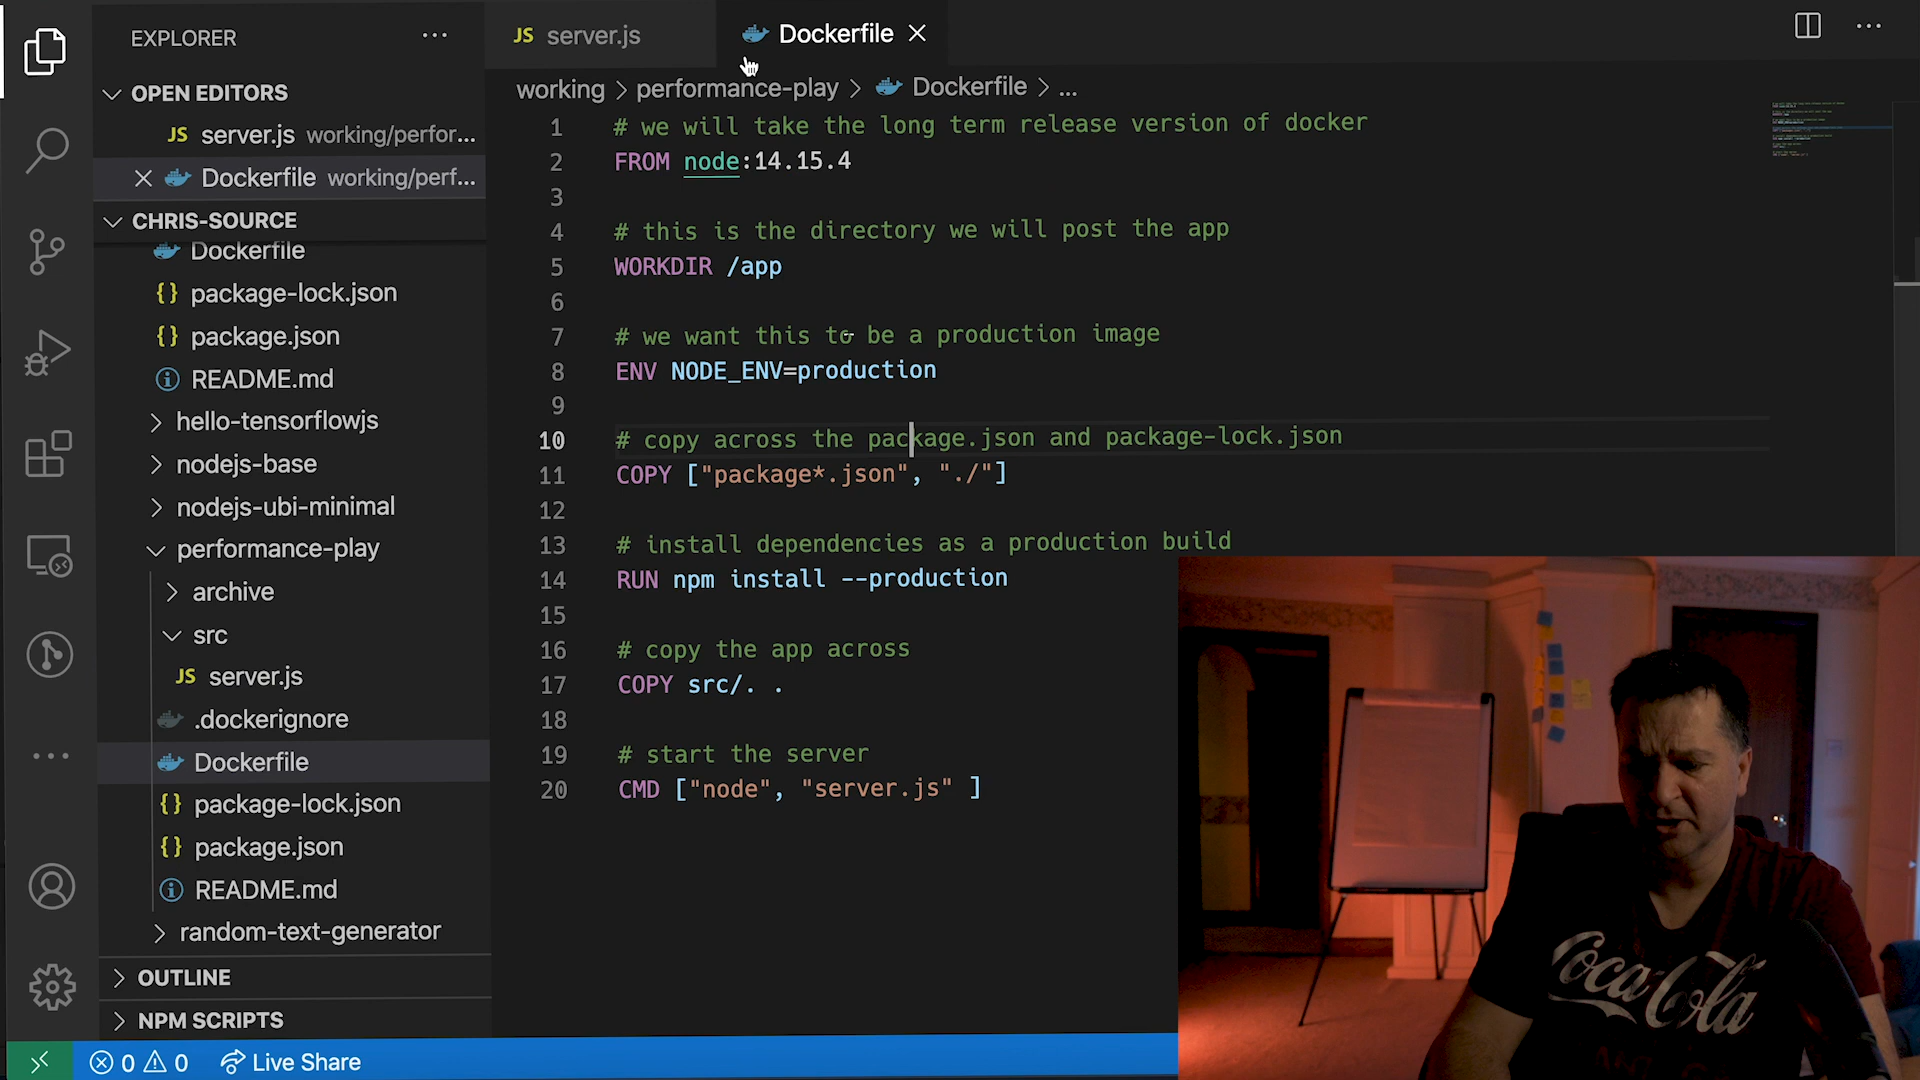 EXPLORER
OPEN EDITORS
JS server.js working/perfor...
Dockerfile working/perf...
CHRIS-SOURCE
Dockerfile
{} package-lock.json
{} package.json
README.md
hello-tensorflowjs
nodejs-base
nodejs-ubi-minimal
performance-play
archive
src
JS server.js
.dockerignore
Dockerfile
{} package-lock.json
{} package.json
README.md
random-text-generator
OUTLINE
NPM SCRIPTS
0 0 Live Share
JS server.js
Dockerfile
working > performance-play > Dockerfile > ...
1 # we will take the long term release version of docker
2 FROM node:14.15.4
3
4 # this is the directory we will post the app
5 WORKDIR /app
6
7 # we want this to be a production image
8 ENV NODE_ENV=production
9
10 # copy across the package.json and package-lock.json
11 COPY ["package*.json", "./"]
12
13 # install dependencies as a production build
14 RUN npm install --production
15
16 # copy the app across
17 COPY src/. .
18
19 # start the server
20 CMD ["node", "server.js" ]
Coca-Cola